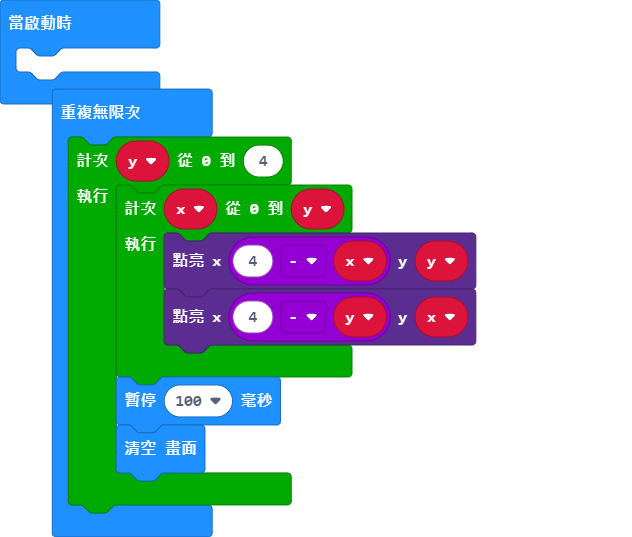 當啟動時
重複無限次
計次 y 從 0 到 4
執行
計次 x 從 0 到 y
執行
點亮 x 4 - x y y
點亮 x 4 - y y x
暫停 100 毫秒
清空 畫面